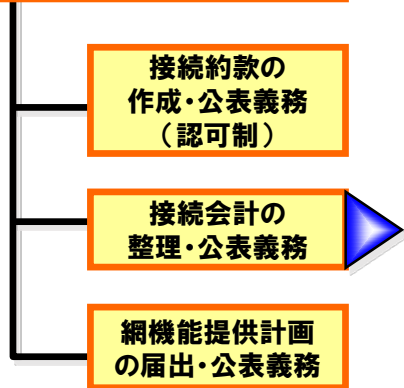 接続約款の
作成・公表義務
（認可制）
接続会計の
整理・公表義務
網機能提供計画
の届出・公表義務